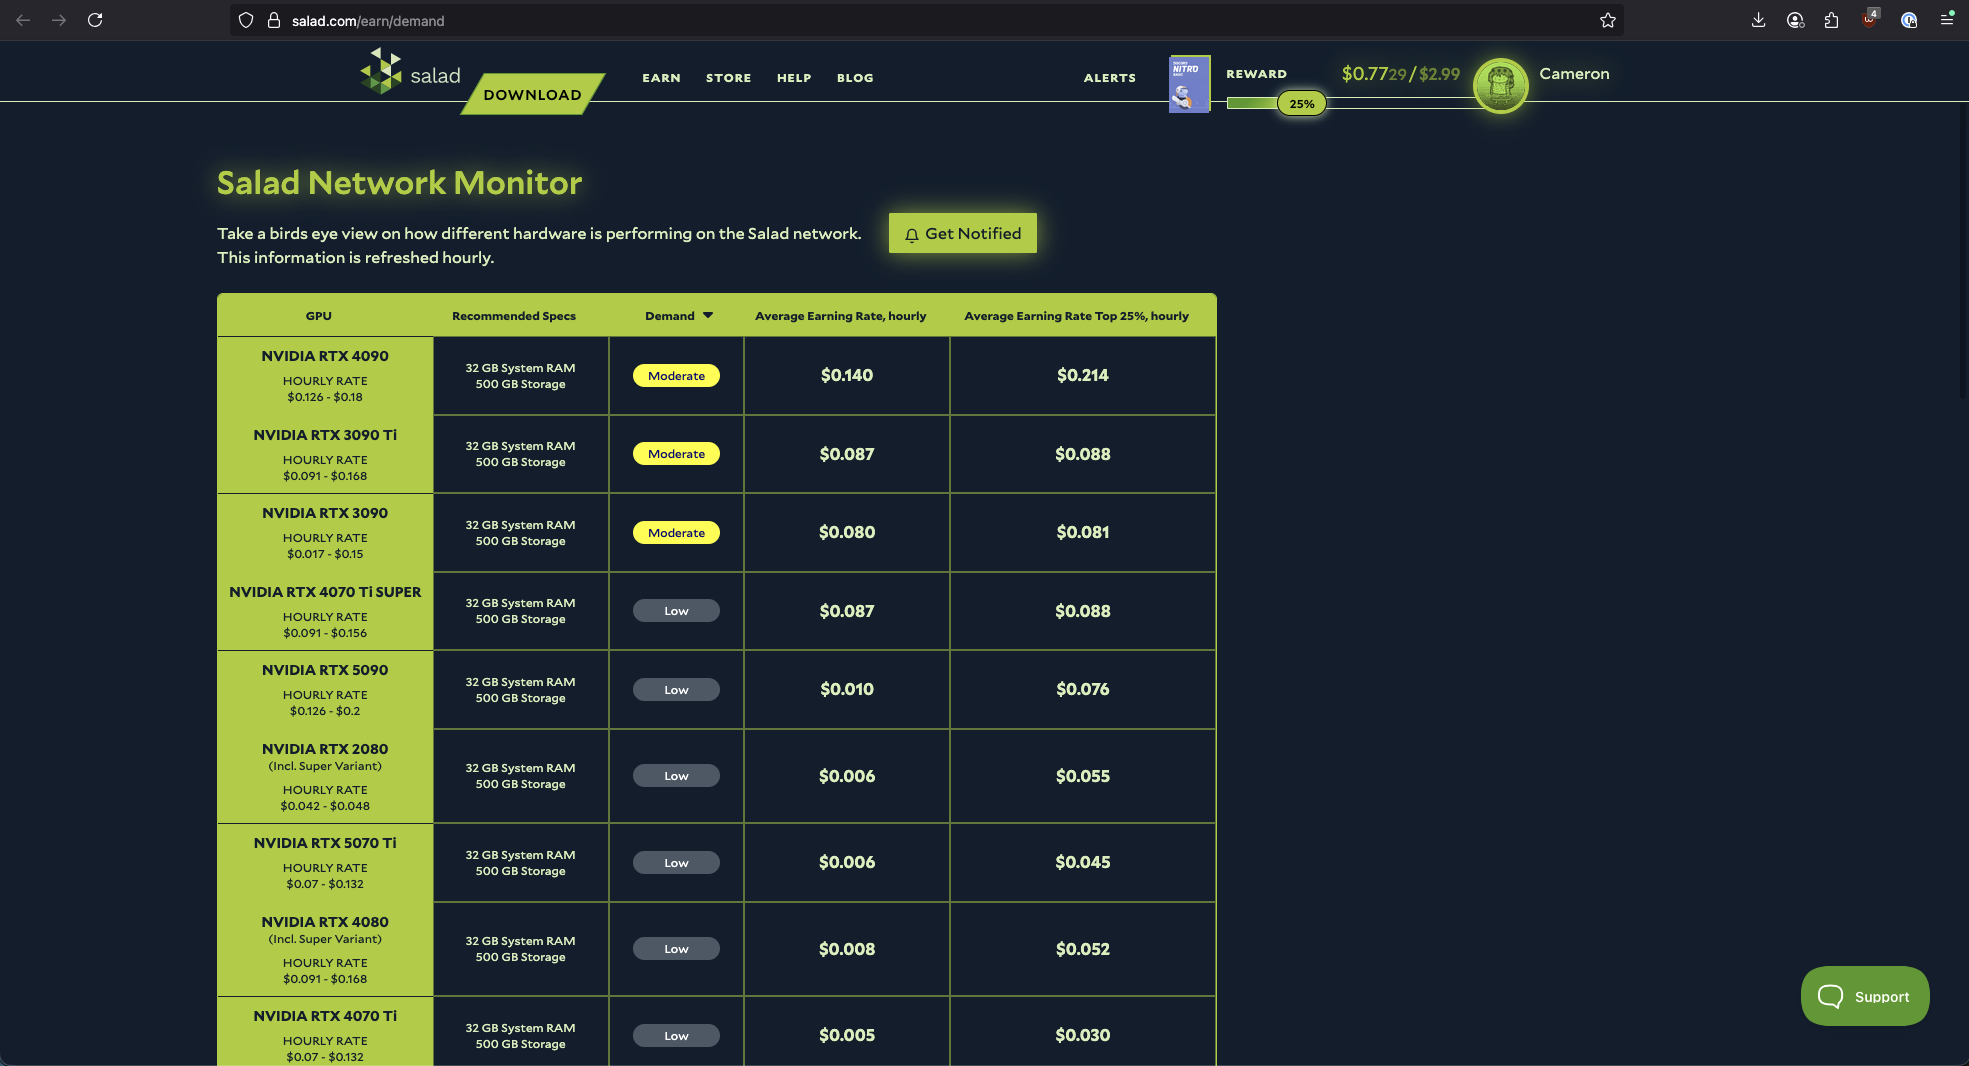 salad.com/earn/demand
4
salad
DOWNLOAD
EARN
STORE
HELP
BLOG
ALERTS
NITRO
REWARD
$0.7729/$2.99
25%
Cameron
Salad Network Monitor
Take a birds eye view on how different hardware is performing on the Salad network.
This information is refreshed hourly.
Get Notified
GPU Recommended Specs Demand Average Earning Rate, hourly Average Earning Rate Top 25%, hourly
NVIDIA RTX 4090
HOURLY RATE
$0.126 - $0.18
32 GB System RAM
500 GB Storage
Moderate
$0.140
$0.214
NVIDIA RTX 3090 Ti
HOURLY RATE
$0.091 - $0.168
32 GB System RAM
500 GB Storage
Moderate
$0.087
$0.088
NVIDIA RTX 3090
HOURLY RATE
$0.017 - $0.15
32 GB System RAM
500 GB Storage
Moderate
$0.080
$0.081
NVIDIA RTX 4070 Ti SUPER
HOURLY RATE
$0.091 - $0.156
32 GB System RAM
500 GB Storage
Low
$0.087
$0.088
NVIDIA RTX 5090
HOURLY RATE
$0.126 - $0.2
32 GB System RAM
500 GB Storage
Low
$0.010
$0.076
NVIDIA RTX 2080
(Incl. Super Variant)
HOURLY RATE
$0.042 - $0.048
32 GB System RAM
500 GB Storage
Low
$0.006
$0.055
NVIDIA RTX 5070 Ti
HOURLY RATE
$0.07 - $0.132
32 GB System RAM
500 GB Storage
Low
$0.006
$0.045
NVIDIA RTX 4080
(Incl. Super Variant)
HOURLY RATE
$0.091 - $0.168
32 GB System RAM
500 GB Storage
Low
$0.008
$0.052
NVIDIA RTX 4070 Ti
HOURLY RATE
$0.07 - $0.132
32 GB System RAM
500 GB Storage
Low
$0.005
$0.030
Support